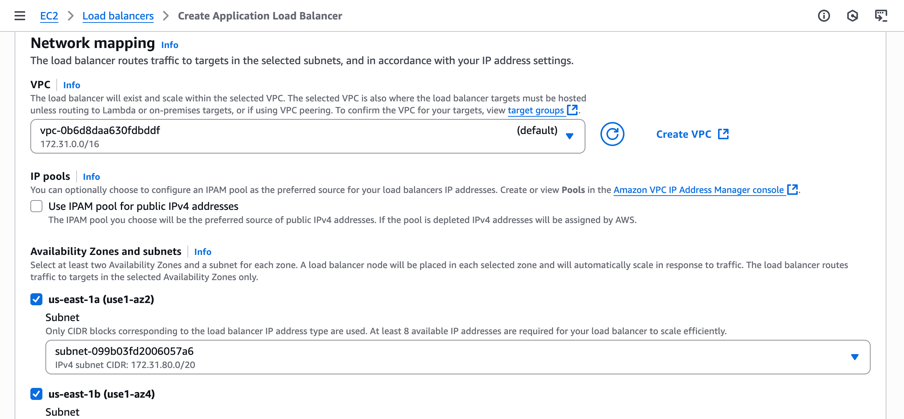 EC2 > Load balancers > Create Application Load Balancer
Network mapping Info
The load balancer routes traffic to targets in the selected subnets, and in accordance with your IP address settings.
VPC Info
The load balancer will exist and scale within the selected VPC. The selected VPC is also where the load balancer targets must be hosted
unless routing to Lambda or on-premises targets, or if using VPC peering. To confirm the VPC for your targets, view target groups.
vpc-0b6d8daa630fdbddf (default)
172.31.0.0/16
Create VPC
IP pools Info
You can optionally choose to configure an IPAM pool as the preferred source for your load balancers IP addresses. Create or view Pools in the Amazon VPC IP Address Manager console.
Use IPAM pool for public IPv4 addresses
The IPAM pool you choose will be the preferred source of public IPv4 addresses. If the pool is depleted IPv4 addresses will be assigned by AWS.
Availability Zones and subnets Info
Select at least two Availability Zones and a subnet for each zone. A load balancer node will be placed in each selected zone and will automatically scale in response to traffic. The load balancer routes
traffic to targets in the selected Availability Zones only.
us-east-1a (use1-az2)
Subnet
Only CIDR blocks corresponding to the load balancer IP address type are used. At least 8 available IP addresses are required for your load balancer to scale efficiently.
subnet-099b03fd2006057a6
IPv4 subnet CIDR: 172.31.80.0/20
us-east-1b (use1-az4)
Subnet